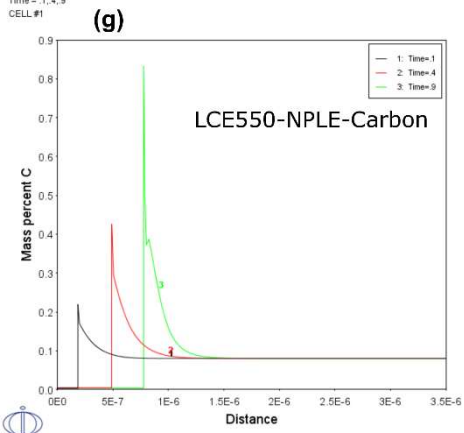 Time = .1,.4,.9
CELL #1
(g)
0.9
0.8
0.7
0.6
0.5
0.4
0.3
0.2
0.1
0.0
Mass percent C
1: Time=.1
2: Time=.4
3: Time=.9
LCE550-NPLE-Carbon
3
2
0E0 5E-7 1E-6 1.5E-6 2E-6 2.5E-6 3E-6 3.5E-6
Distance